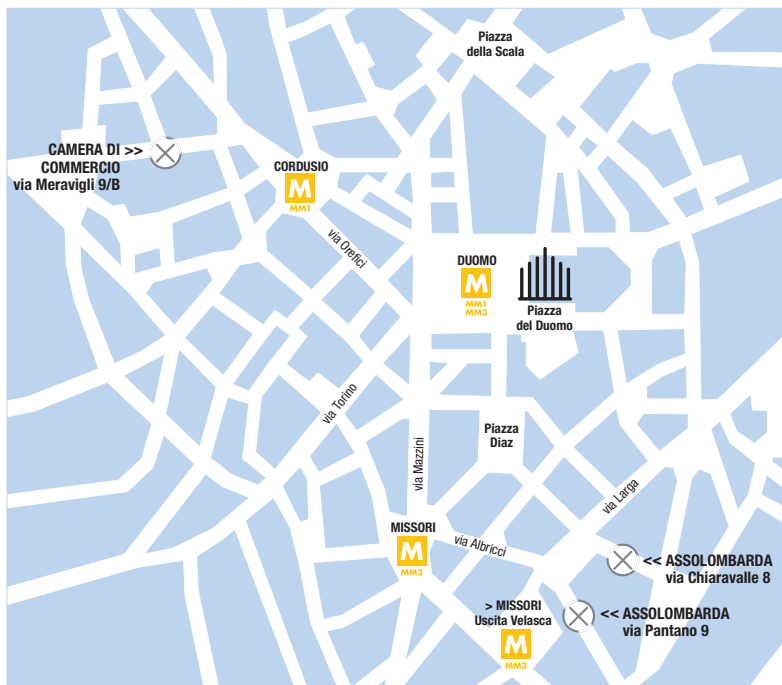 Piazza
della Scala
CAMERA DI >>
COMMERCIO
via Meravigli 9/B
CORDUSIO
M
MM1
via Orefici
DUOMO
M
MM1
MM3
Piazza
del Duomo
via Torino
via Mazzini
Piazza
Diaz
via Larga
MISSORI
M
MM3
via Albricci
<< ASSOLOMBARDA
via Chiaravalle 8
> MISSORI
Uscita Velasca
M
MM3
<< ASSOLOMBARDA
via Pantano 9